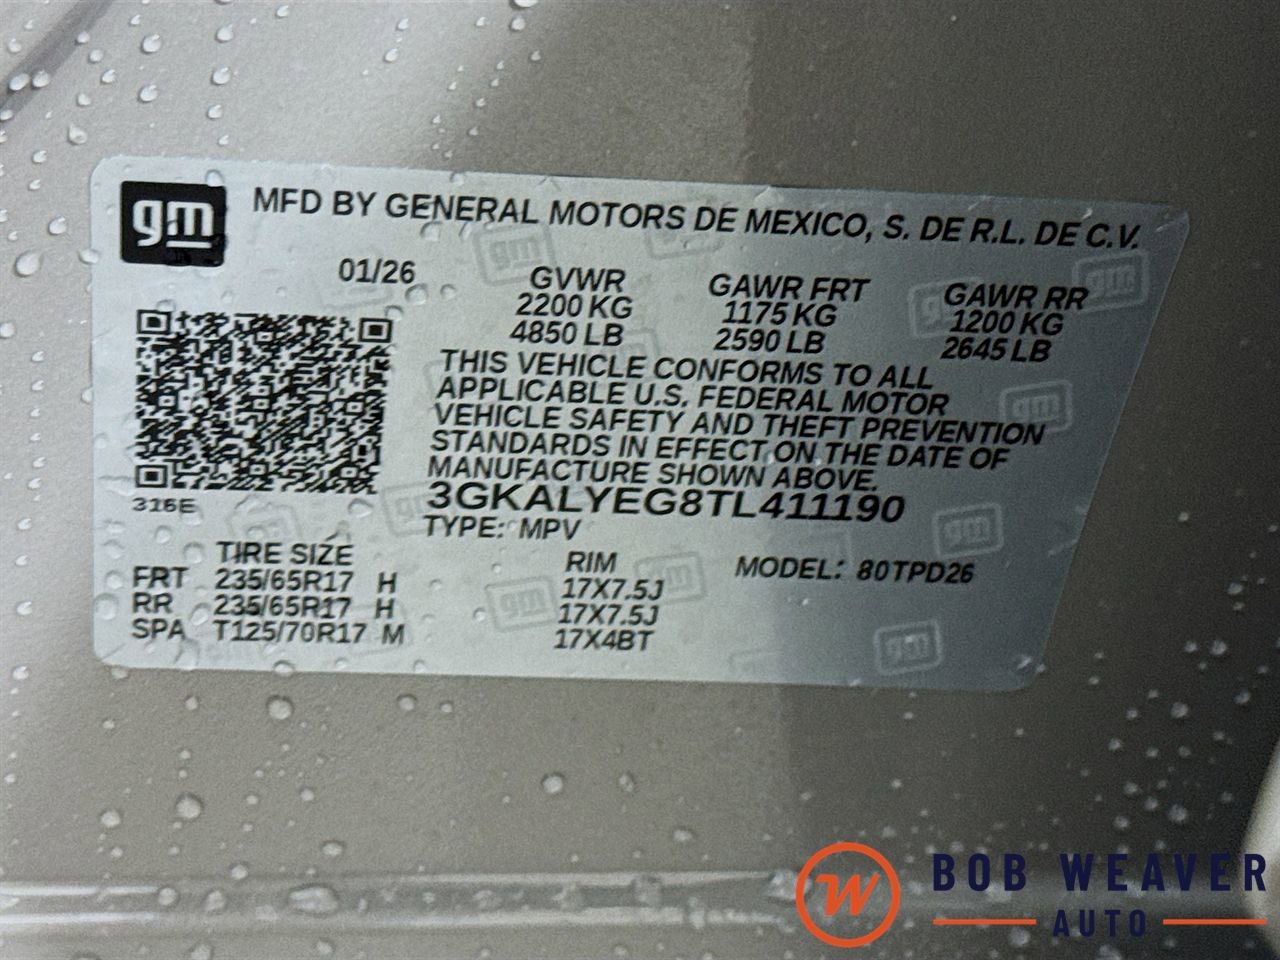 gm MFD BY GENERAL MOTORS DE MEXICO, S. DE R.L. DE C.V.
01/26 GVWR GAWR FRT GAWR RR
2200 KG 1175 KG 1200 KG
4850 LB 2590 LB 2645 LB
THIS VEHICLE CONFORMS TO ALL
APPLICABLE U.S. FEDERAL MOTOR
VEHICLE SAFETY AND THEFT PREVENTION
STANDARDS IN EFFECT ON THE DATE OF
MANUFACTURE SHOWN ABOVE.
316E 3GKALYEG8TL411190
TYPE: MPV
TIRE SIZE RIM MODEL: 80TPD26
FRT 235/65R17 H 17X7.5J
RR 235/65R17 H 17X7.5J
SPA T125/70R17 M 17X4BT
W BOB WEAVER
AUTO